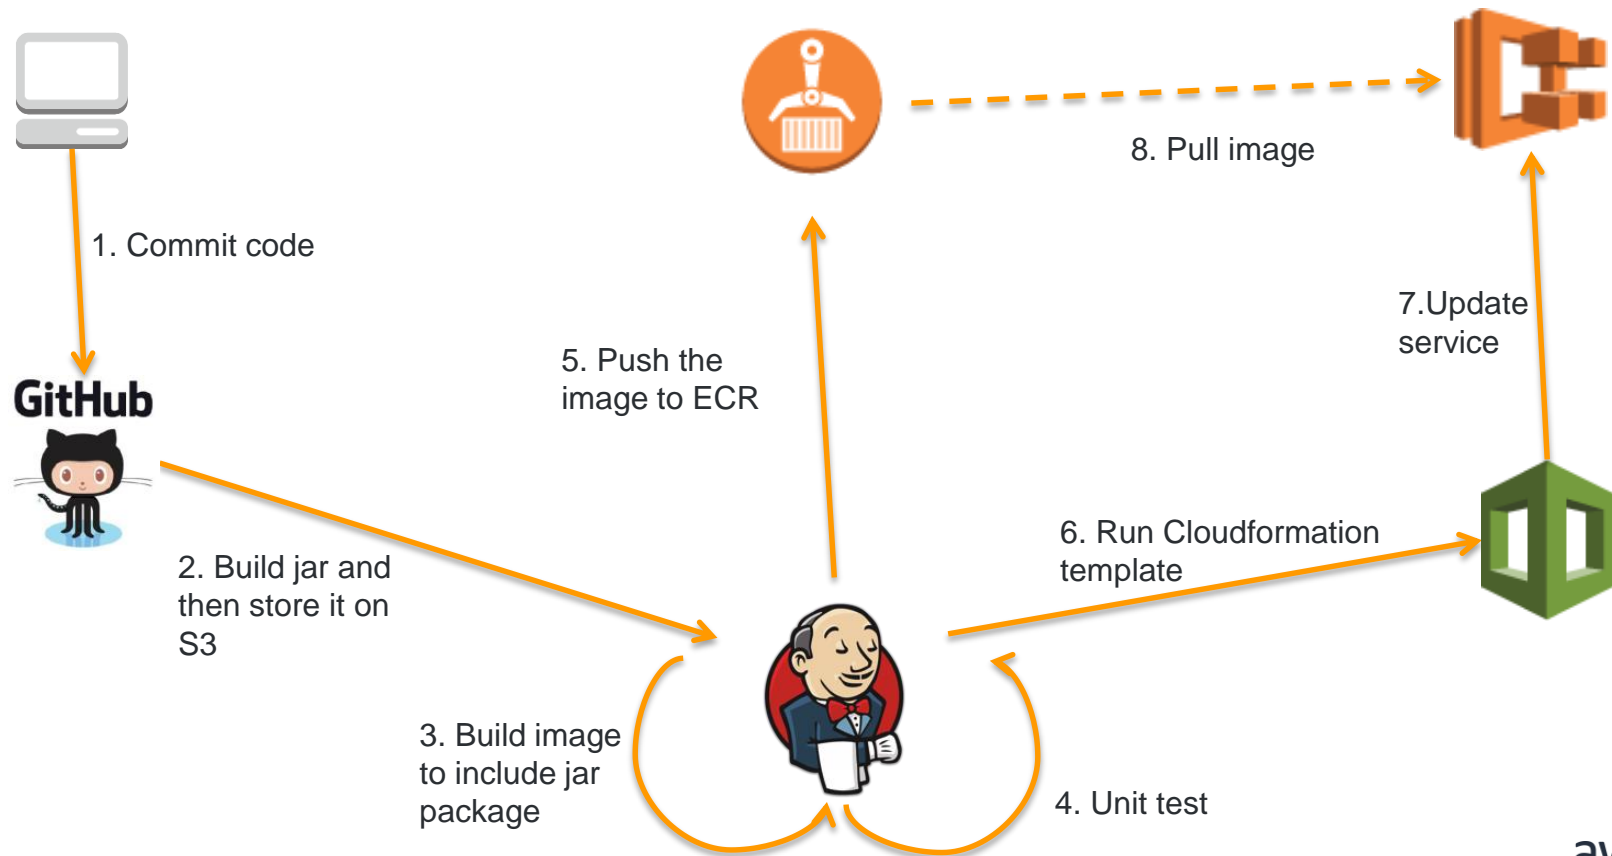 8. Pull image
1. Commit code
7.Update
service
5. Push the
image to ECR
GitHub
6. Run Cloudformation
template
2. Build jar and
then store it on
S3
3. Build image
to include jar
package
4. Unit test